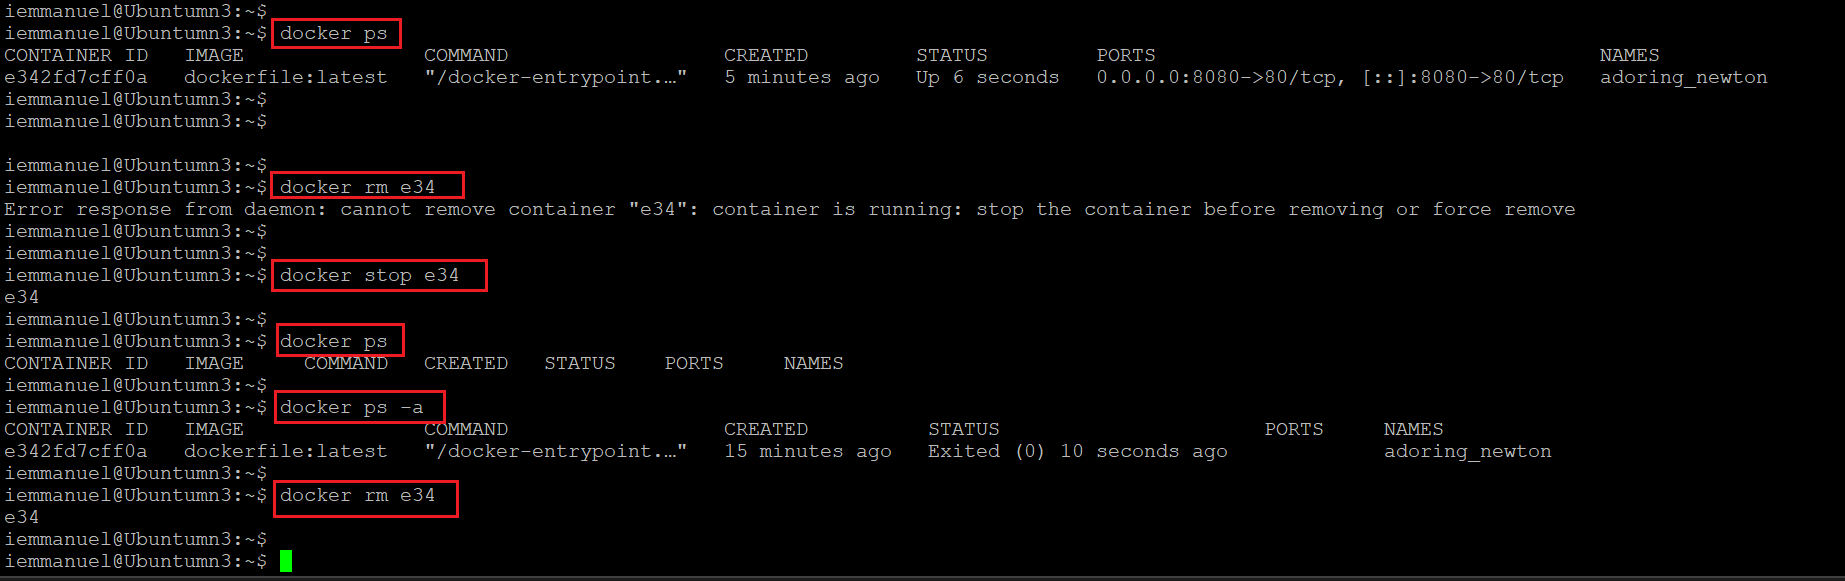 iemmanuel@Ubuntumn3:~$
iemmanuel@Ubuntumn3:~$ docker ps
CONTAINER ID   IMAGE               COMMAND                  CREATED         STATUS         PORTS                                     NAMES
e342fd7cff0a   dockerfile:latest   "/docker-entrypoint.…"   5 minutes ago   Up 6 seconds   0.0.0.0:8080->80/tcp, [::]:8080->80/tcp   adoring_newton
iemmanuel@Ubuntumn3:~$
iemmanuel@Ubuntumn3:~$
iemmanuel@Ubuntumn3:~$
iemmanuel@Ubuntumn3:~$ docker rm e34
Error response from daemon: cannot remove container "e34": container is running: stop the container before removing or force remove
iemmanuel@Ubuntumn3:~$
iemmanuel@Ubuntumn3:~$
iemmanuel@Ubuntumn3:~$ docker stop e34
e34
iemmanuel@Ubuntumn3:~$
iemmanuel@Ubuntumn3:~$ docker ps
CONTAINER ID   IMAGE     COMMAND   CREATED   STATUS    PORTS     NAMES
iemmanuel@Ubuntumn3:~$
iemmanuel@Ubuntumn3:~$ docker ps -a
CONTAINER ID   IMAGE               COMMAND                  CREATED          STATUS                      PORTS     NAMES
e342fd7cff0a   dockerfile:latest   "/docker-entrypoint.…"   15 minutes ago   Exited (0) 10 seconds ago             adoring_newton
iemmanuel@Ubuntumn3:~$
iemmanuel@Ubuntumn3:~$ docker rm e34
e34
iemmanuel@Ubuntumn3:~$
iemmanuel@Ubuntumn3:~$